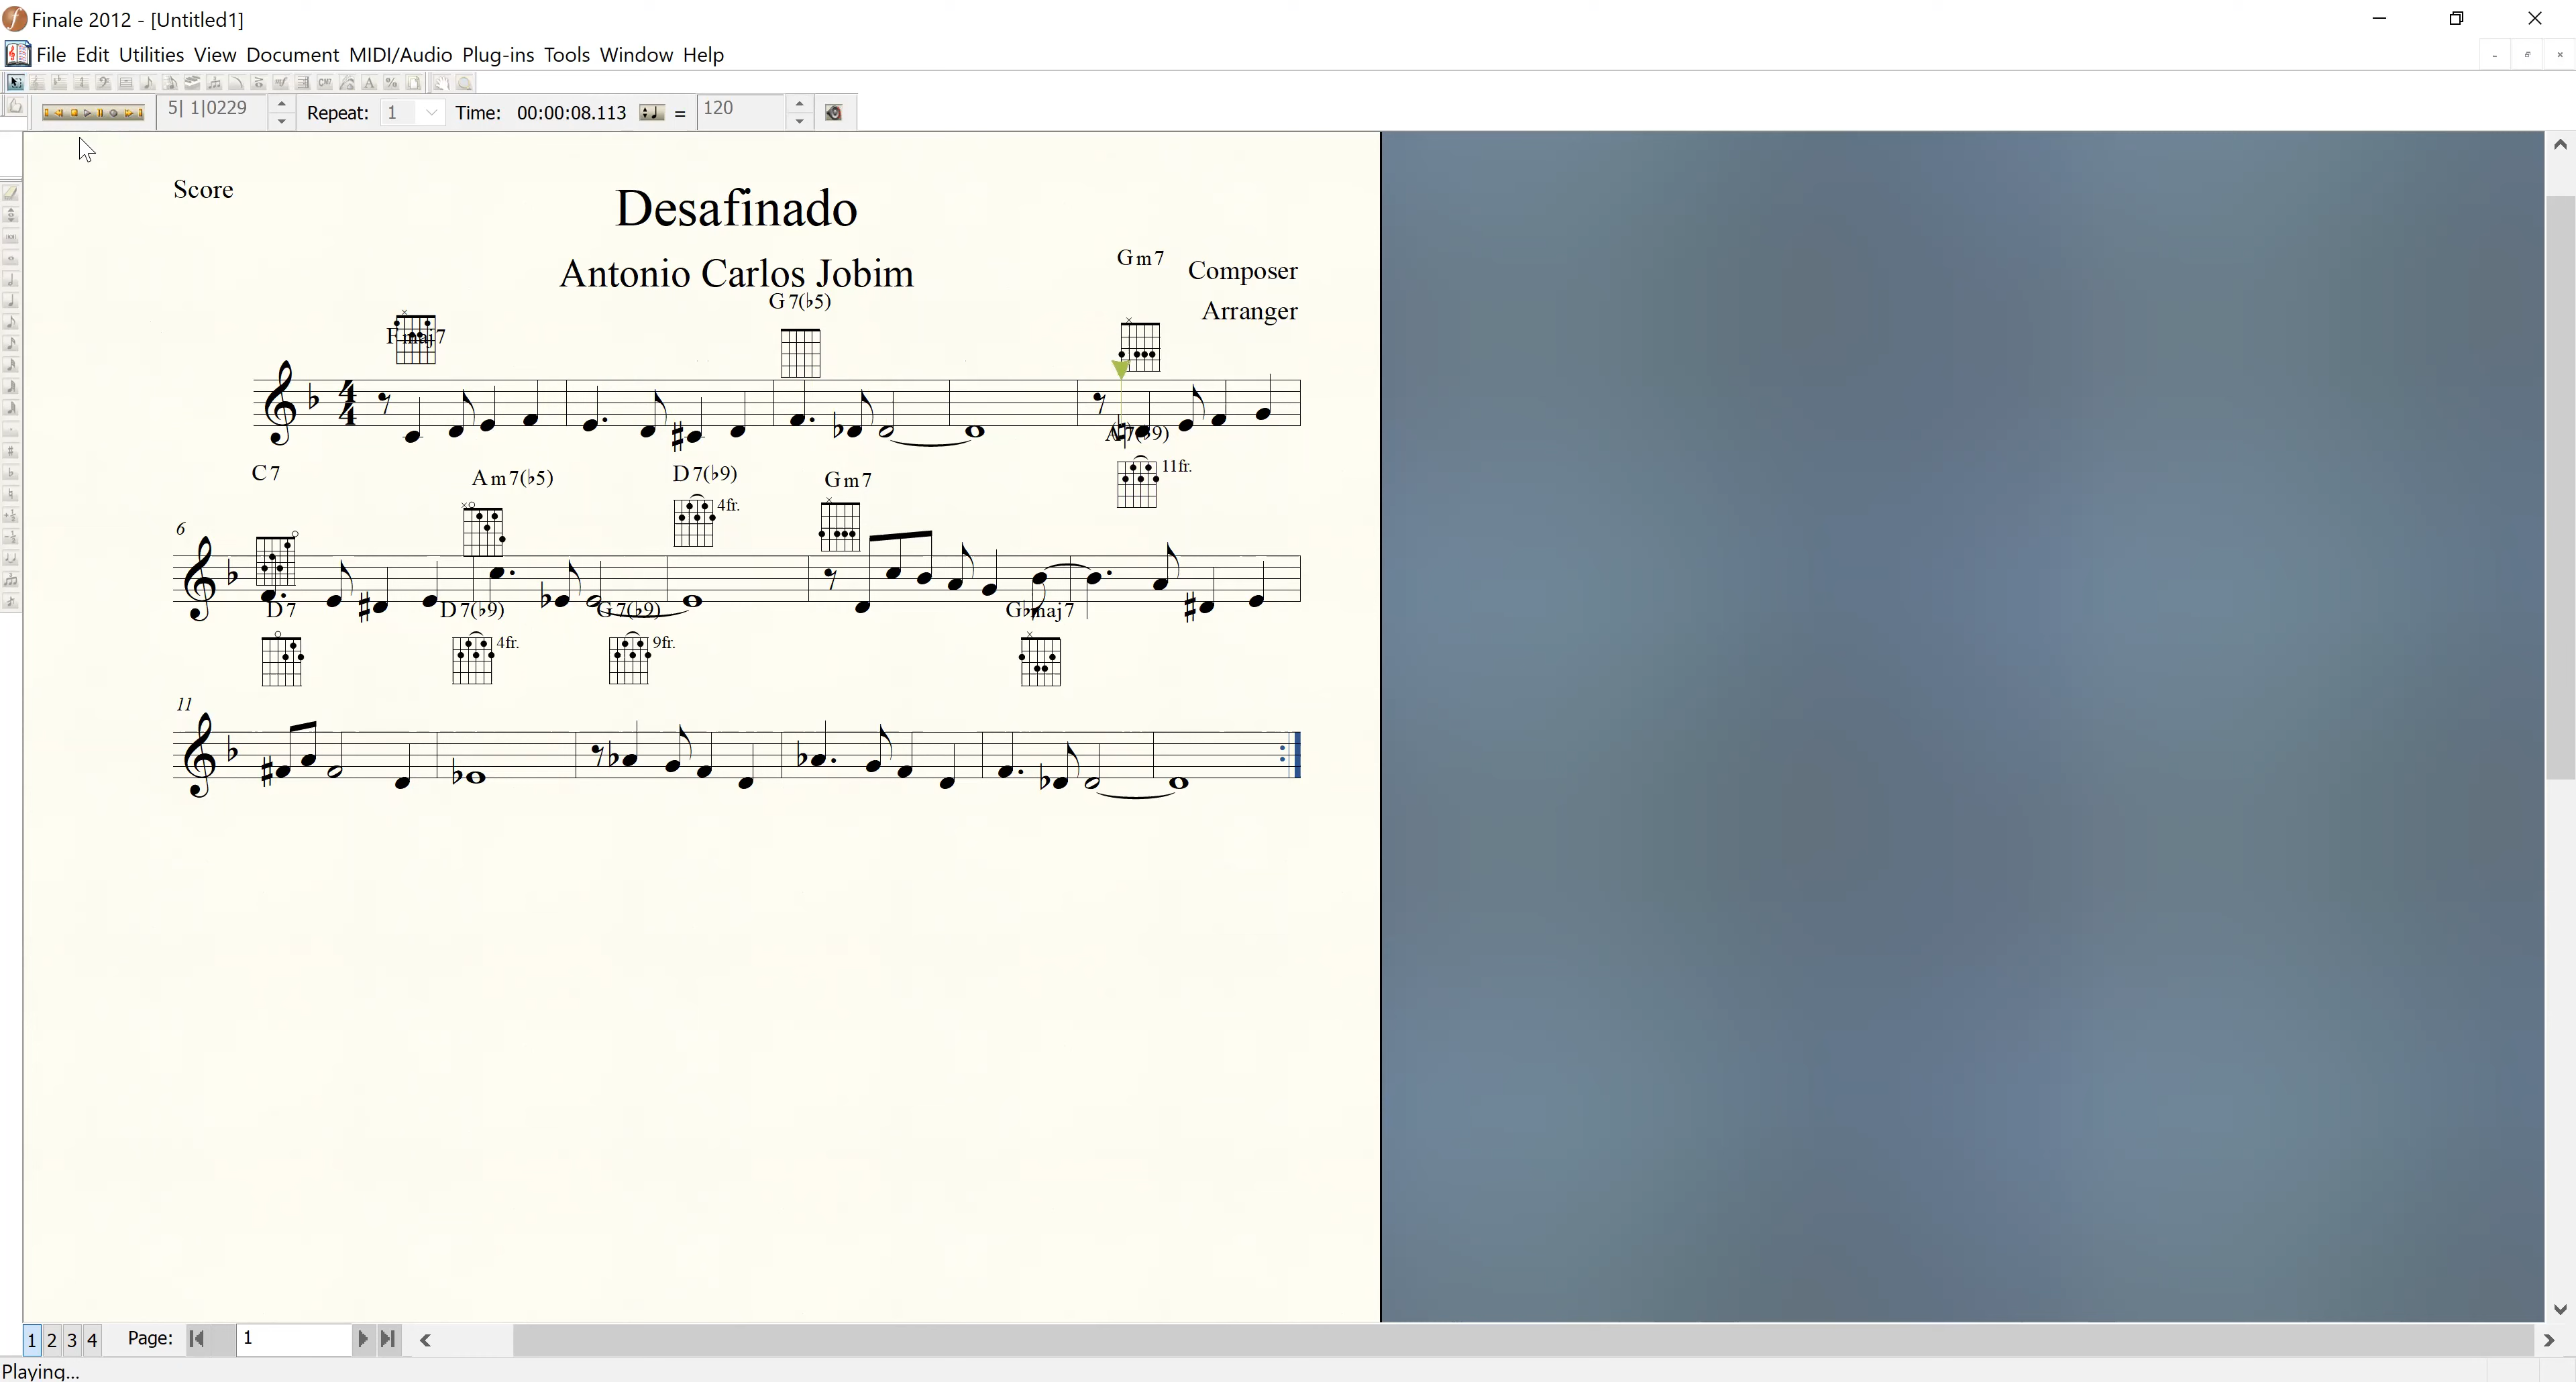 Finale 2012 - [Untitled1]
File Edit Utilities View Document MIDI/Audio Plug-ins Tools Window Help
5| 1|0229 Repeat: 1 Time: 00:00:08.113 = 120
Score
Desafinado
Antonio Carlos Jobim
Gm7
Composer
Arranger
Fmaj7
G7(♭5)
4
4
A7(♭9)
11fr.
C7
Am7(♭5)
D7(♭9)
4fr.
Gm7
6
D7
D7(♭9)
4fr.
G7(♭9)
9fr.
G♭maj7
11
1 2 3 4 Page: 1
Playing...